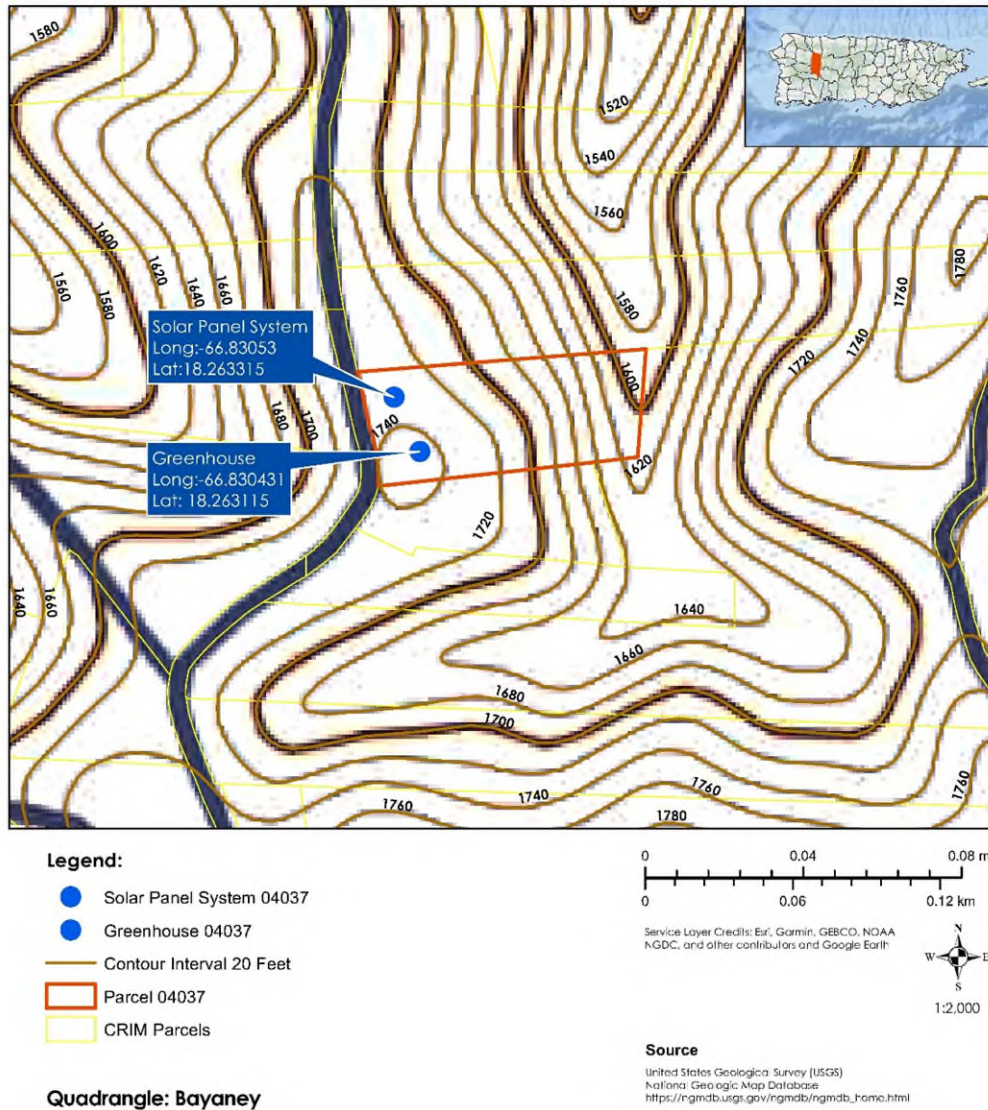 1580
1520
1540
1560
1600
1620
1640
1660
1560
1580
1780
1760
1740
1580
1720
Solar Panel System
Long:-66.83053
Lat:18.263315
1600
1680
1700
1740
Greenhouse
Long:-66.830431
Lat: 18.263115
1620
1720
1640
1660
1640
1660
1680
1700
1760
1740
1760
1780
1760
Legend:
Solar Panel System 04037
Greenhouse 04037
Contour Interval 20 Feet
Parcel 04037
CRIM Parcels
Quadrangle: Bayaney
0 0.04 0.08 m
0 0.06 0.12 km
Service Layer Credits: Esri, Garmin, GEBCO, NOAA
NGDC, and other contributors and Google Earth
N
W E
S
1:2,000
Source
United States Geological Survey (USGS)
National Geologic Map Database
https://ngmdb.usgs.gov/ngmdb/ngmdb_home.html